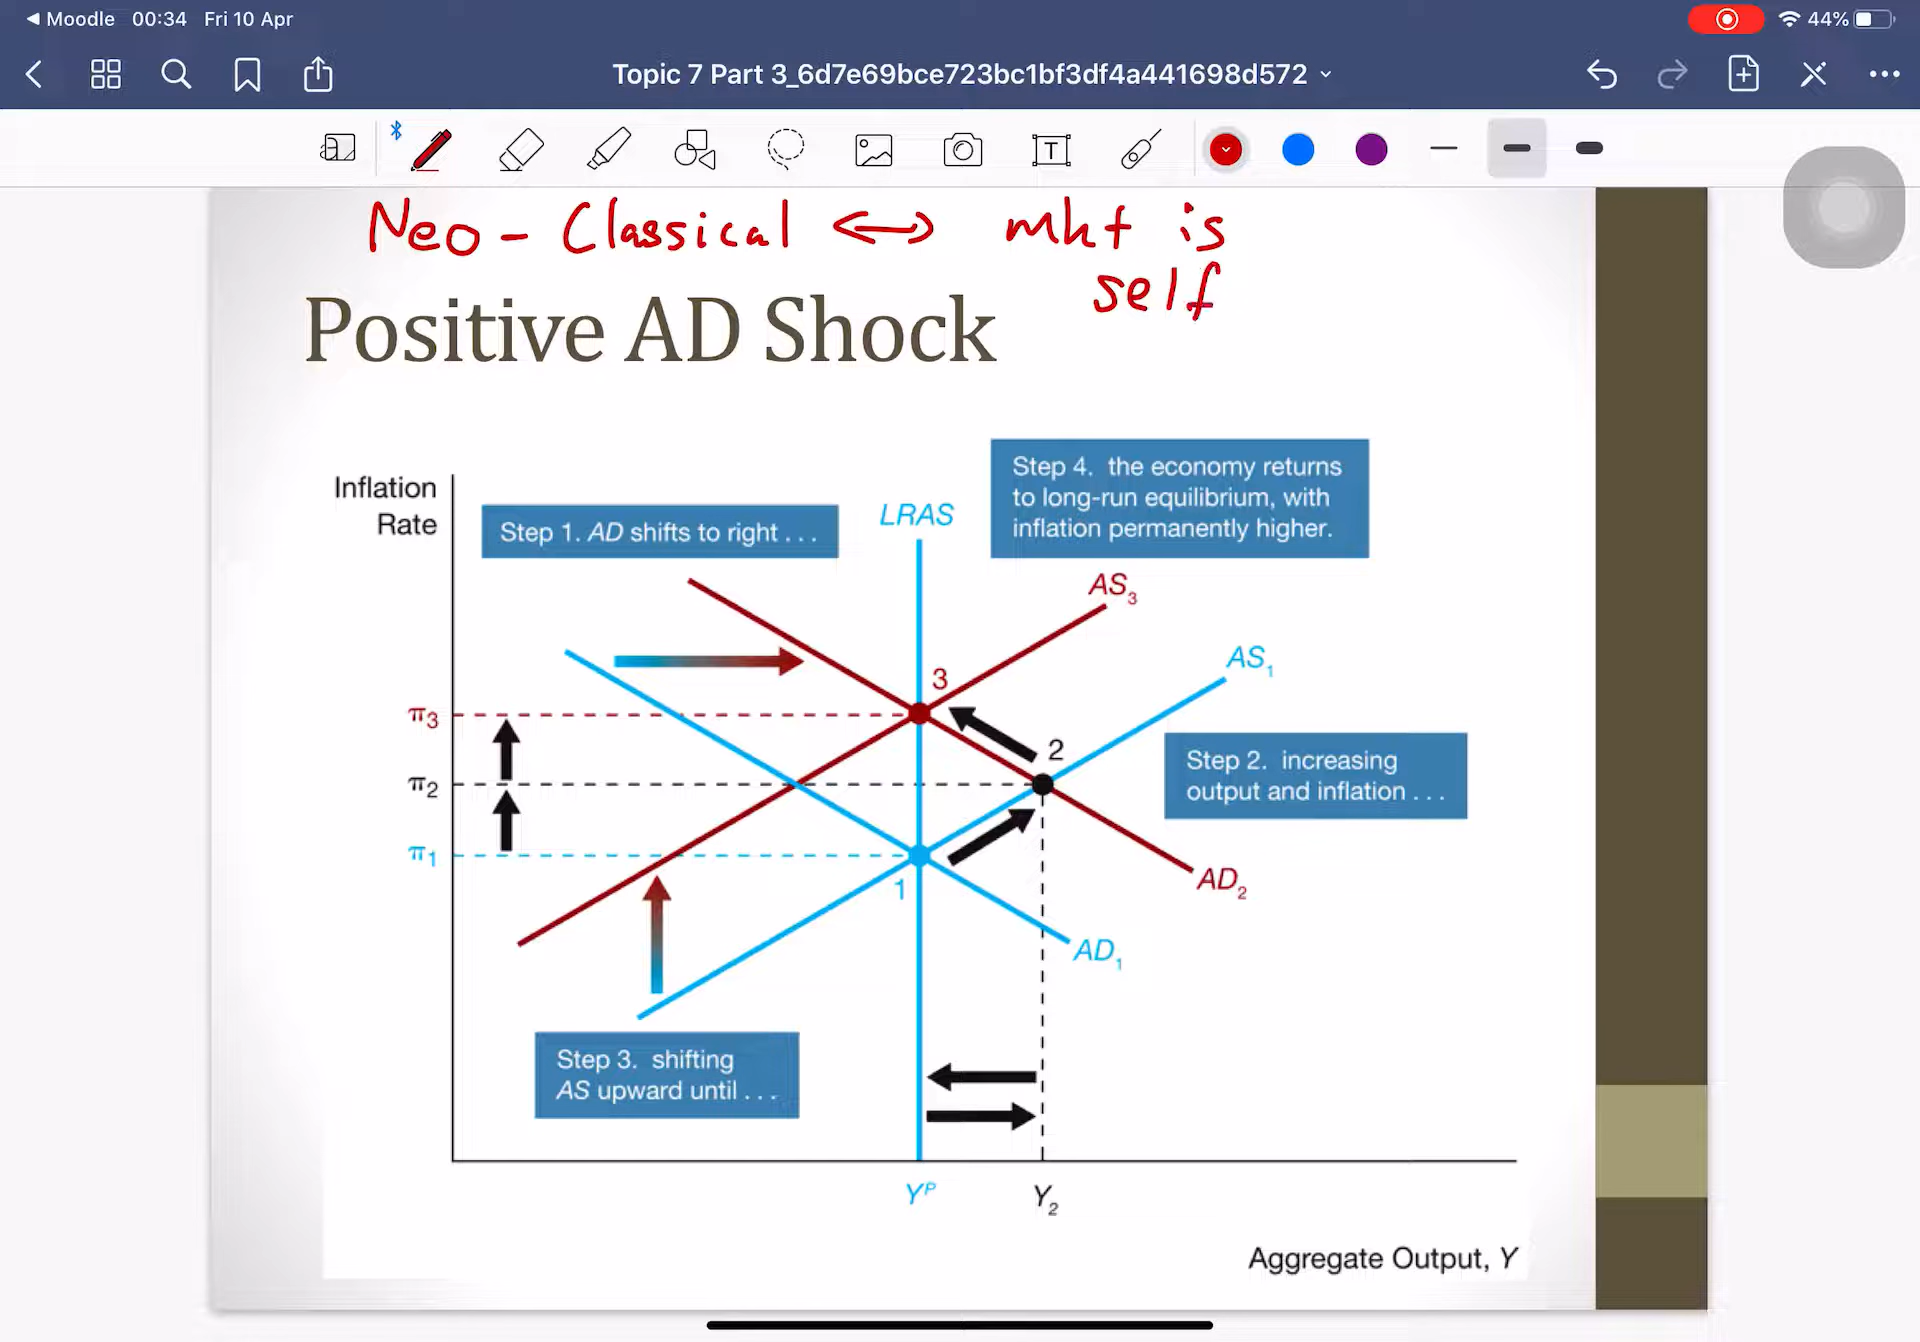 Moodle 00:34 Fri 10 Apr
44%
Topic 7 Part 3_6d7e69bce723bc1bf3df4a441698d572
Neo - Classical <-> mkt is
self
Positive AD Shock
Inflation
Rate
Step 1. AD shifts to right . . .
LRAS
Step 4. the economy returns
to long-run equilibrium, with
inflation permanently higher.
AS3
AS1
3
π3
2
π2
Step 2. increasing
output and inflation . . .
π1
1
AD2
AD1
Step 3. shifting
AS upward until . . .
YP
Y2
Aggregate Output, Y